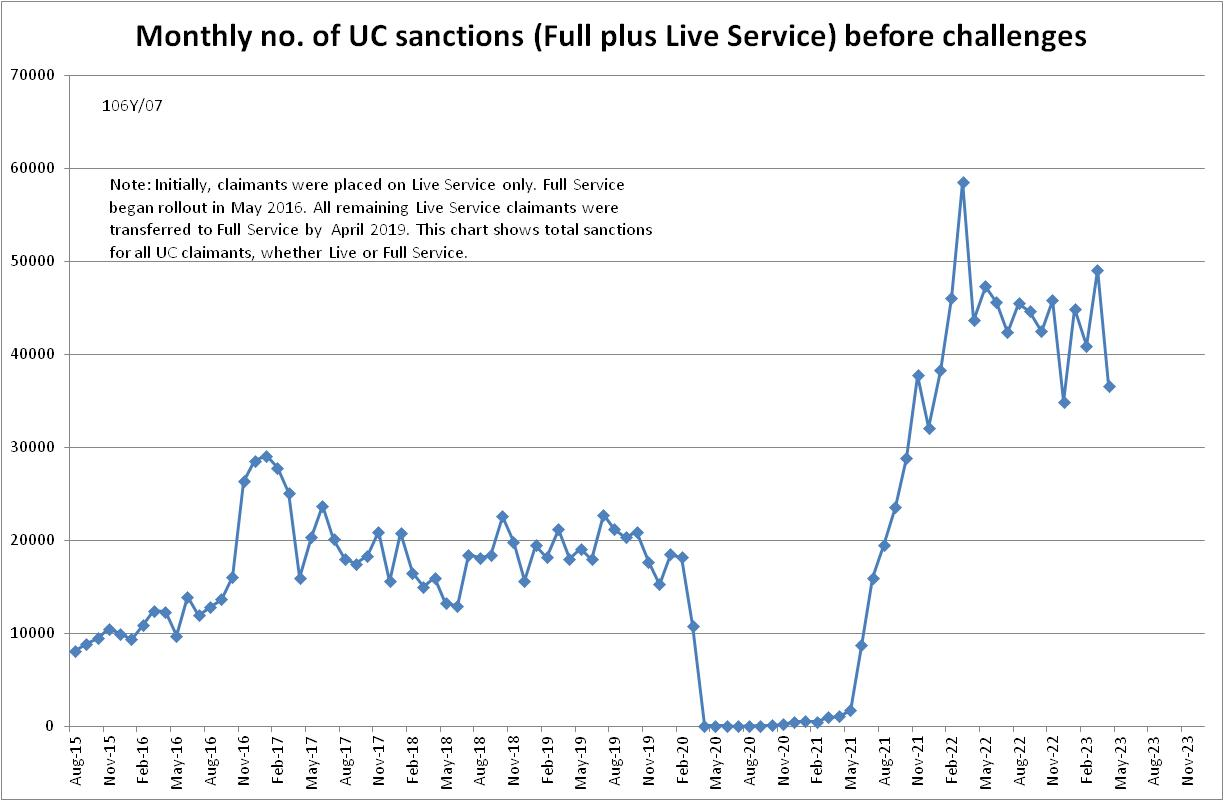 Monthly no. of UC sanctions (Full plus Live Service) before challenges
70000
106Y/07
60000
Note: Initially, claimants were placed on Live Service only. Full Service
began rollout in May 2016. All remaining Live Service claimants were
transferred to Full Service by April 2019. This chart shows total sanctions
for all UC claimants, whether Live or Full Service.
50000
40000
30000
20000
10000
0
Aug-15
Nov-15
Feb-16
May-16
Aug-16
Nov-16
Feb-17
May-17
Aug-17
Nov-17
Feb-18
May-18
Aug-18
Nov-18
Feb-19
May-19
Aug-19
Nov-19
Feb-20
May-20
Aug-20
Nov-20
Feb-21
May-21
Aug-21
Nov-21
Feb-22
May-22
Aug-22
Nov-22
Feb-23
May-23
Aug-23
Nov-23